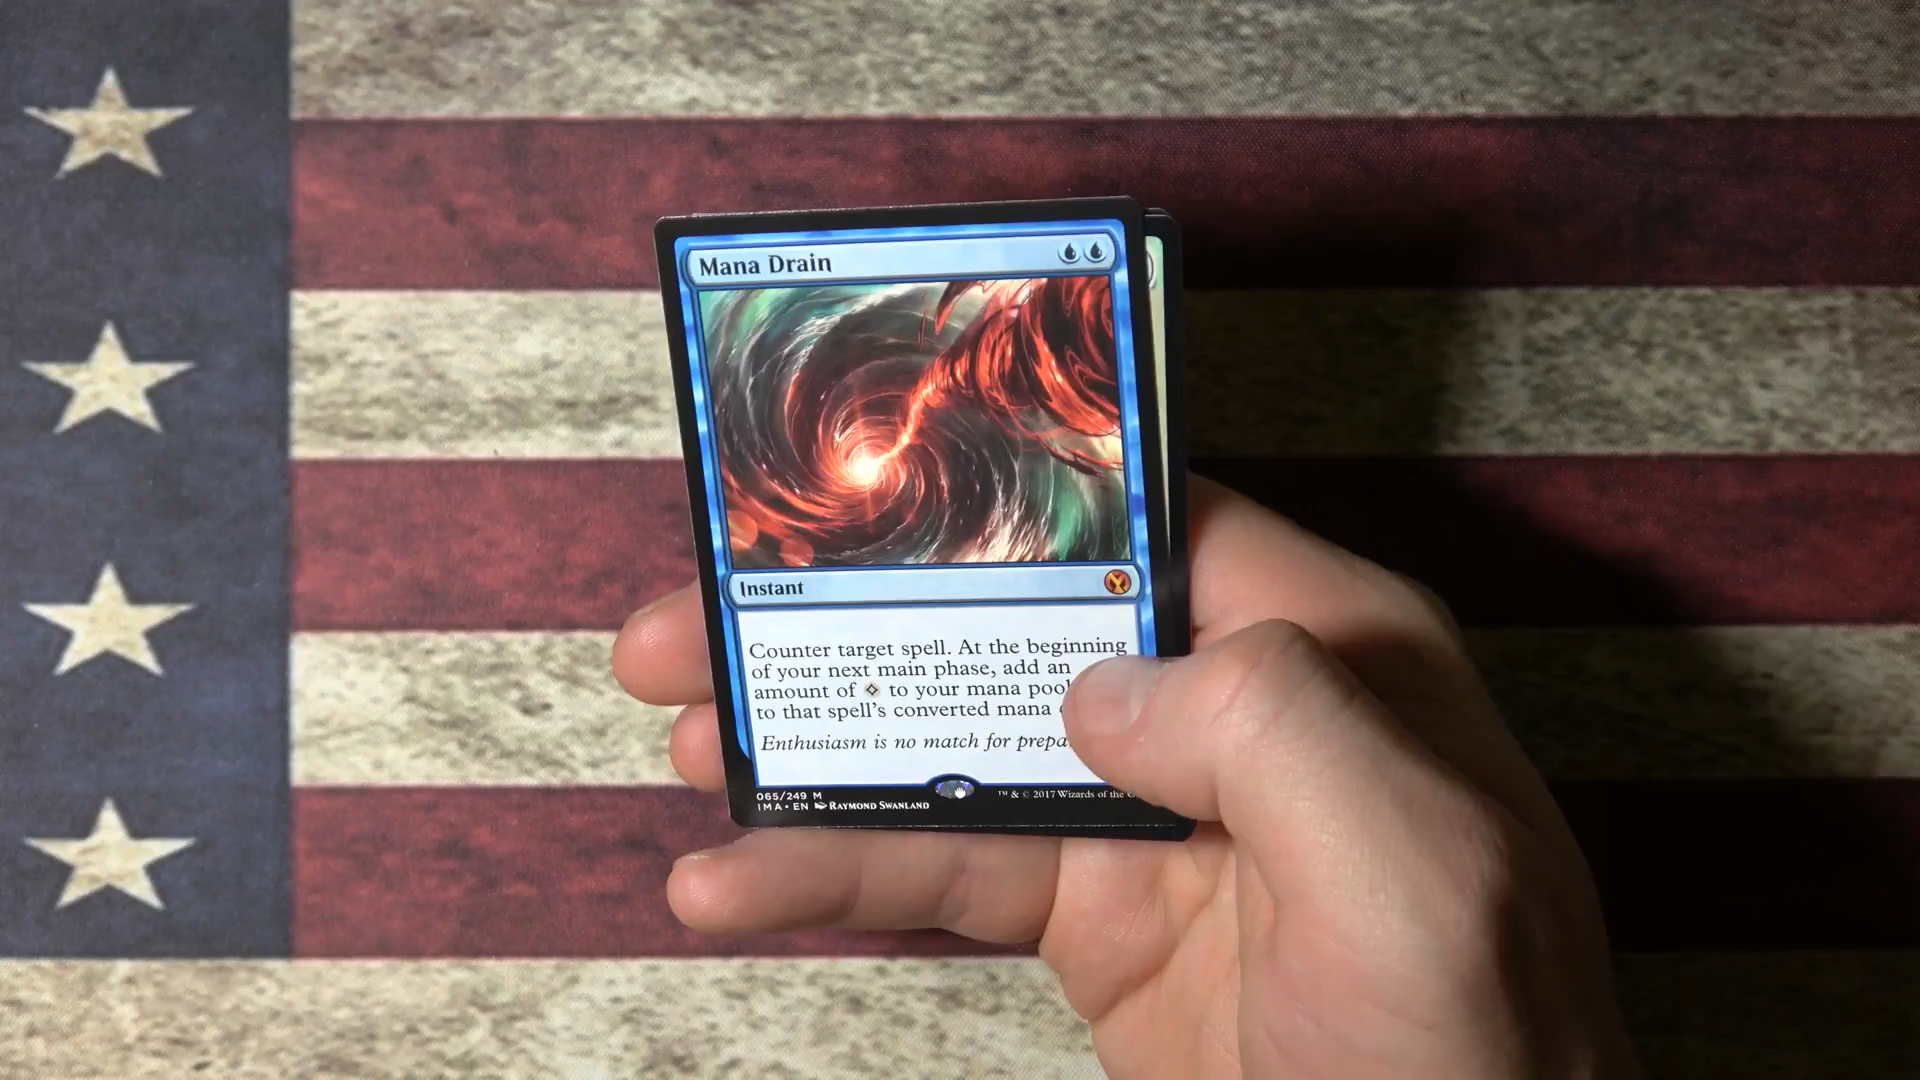 Mana Drain
Instant
Counter target spell. At the beginning
of your next main phase, add an
amount of to your mana pool
to that spell's converted mana
Enthusiasm is no match for
065/249 M
IMA • EN RAYMOND SWANLAND
™ & © 2017 Wizards of the